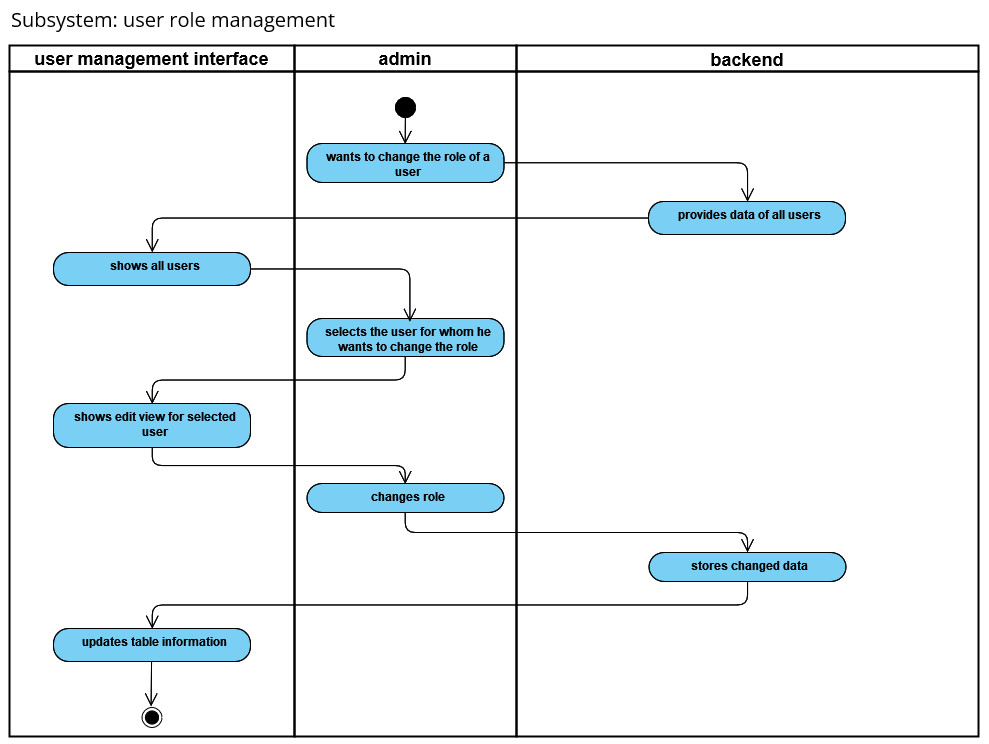 Subsystem: user role management
user management interface
admin
backend
wants to change the role of a
user
provides data of all users
shows all users
selects the user for whom he
wants to change the role
shows edit view for selected
user
changes role
stores changed data
updates table information